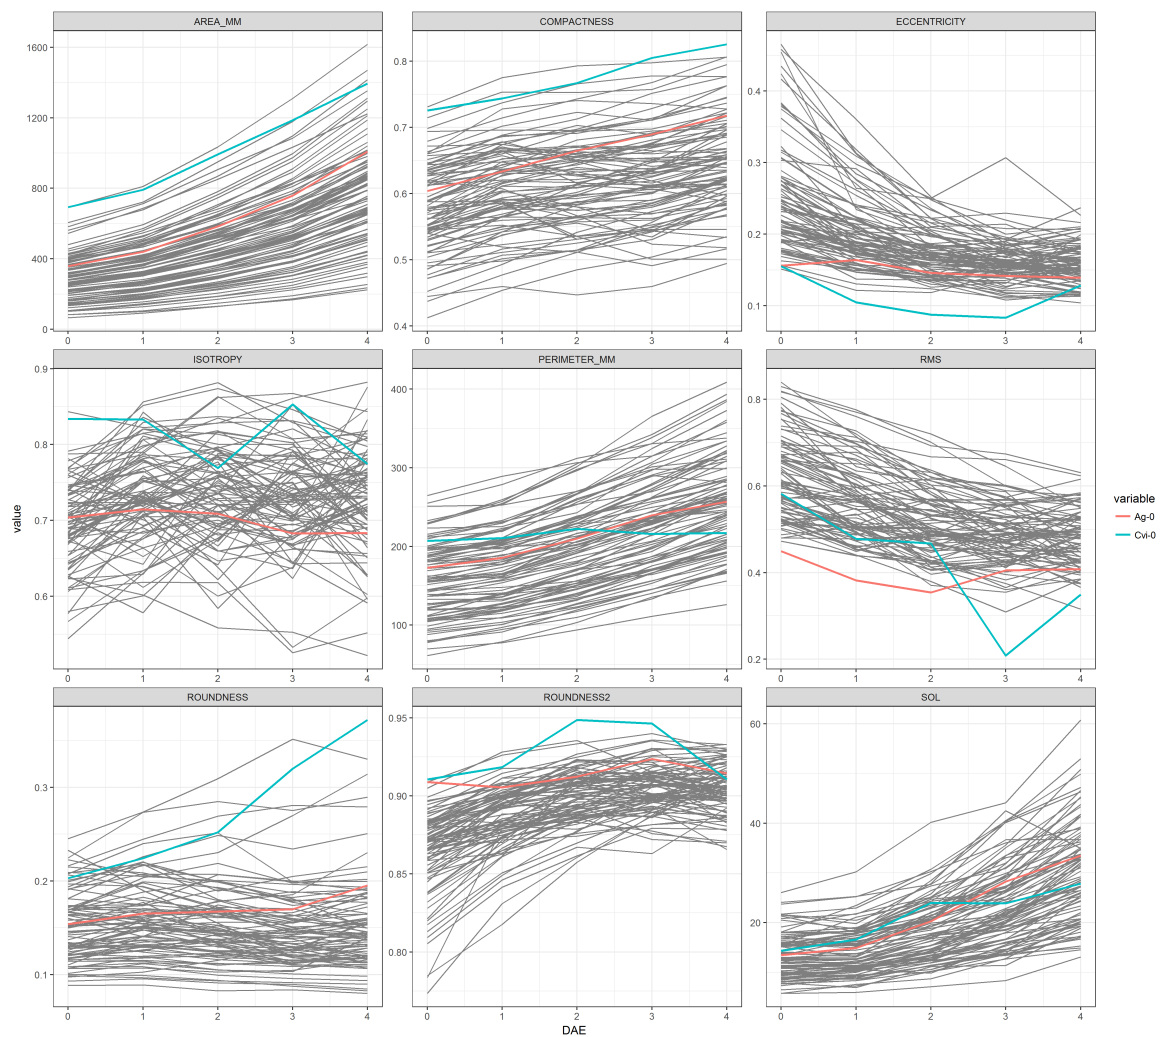 AREA_MM
COMPACTNESS
ECCENTRICITY
1600
1200
800
400
0
0.8
0.7
0.6
0.5
0.4
0.4
0.3
0.2
0.1
0 1 2 3 4
0 1 2 3 4
0 1 2 3 4
ISOTROPY
PERIMETER_MM
RMS
value
0.9
0.8
0.7
0.6
400
300
200
100
0.8
0.6
0.4
0.2
0 1 2 3 4
0 1 2 3 4
0 1 2 3 4
variable
Ag-0
Cvi-0
ROUNDNESS
ROUNDNESS2
SOL
0.3
0.2
0.1
0.95
0.90
0.85
0.80
60
40
20
0 1 2 3 4
0 1 2 3 4
0 1 2 3 4
DAE